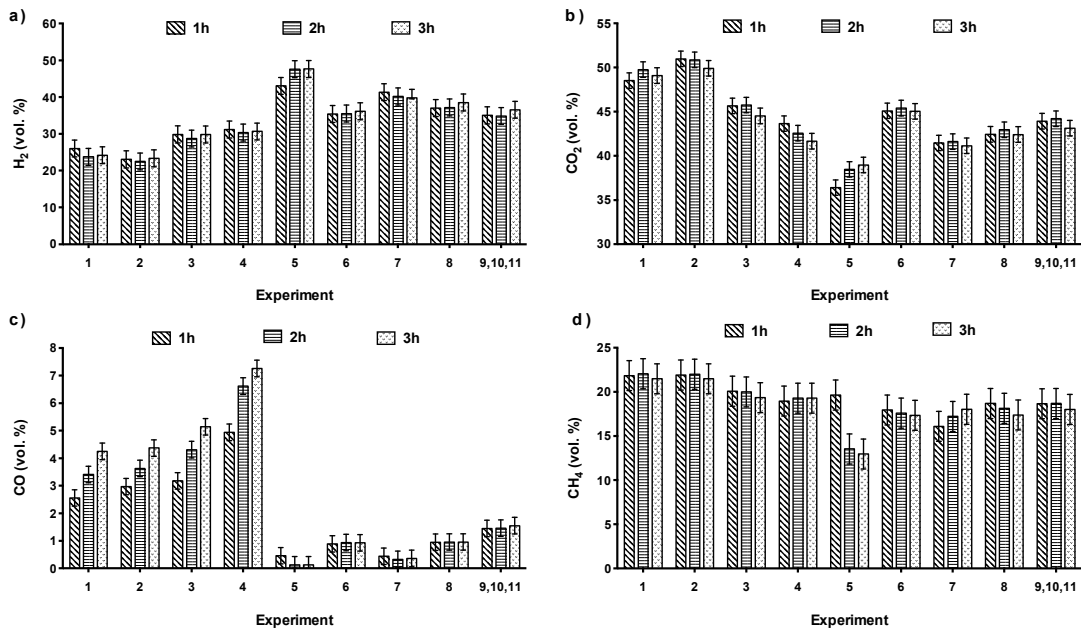 a)
1h 2h 3h
H2 (vol. %)
60
50
40
30
20
10
0
1 2 3 4 5 6 7 8 9,10,11
Experiment
b)
1h 2h 3h
CO2 (vol. %)
55
50
45
40
35
30
1 2 3 4 5 6 7 8 9,10,11
Experiment
c)
1h 2h 3h
CO (vol. %)
8
7
6
5
4
3
2
1
0
1 2 3 4 5 6 7 8 9,10,11
Experiment
d)
1h 2h 3h
CH4 (vol. %)
25
20
15
10
5
0
1 2 3 4 5 6 7 8 9,10,11
Experiment